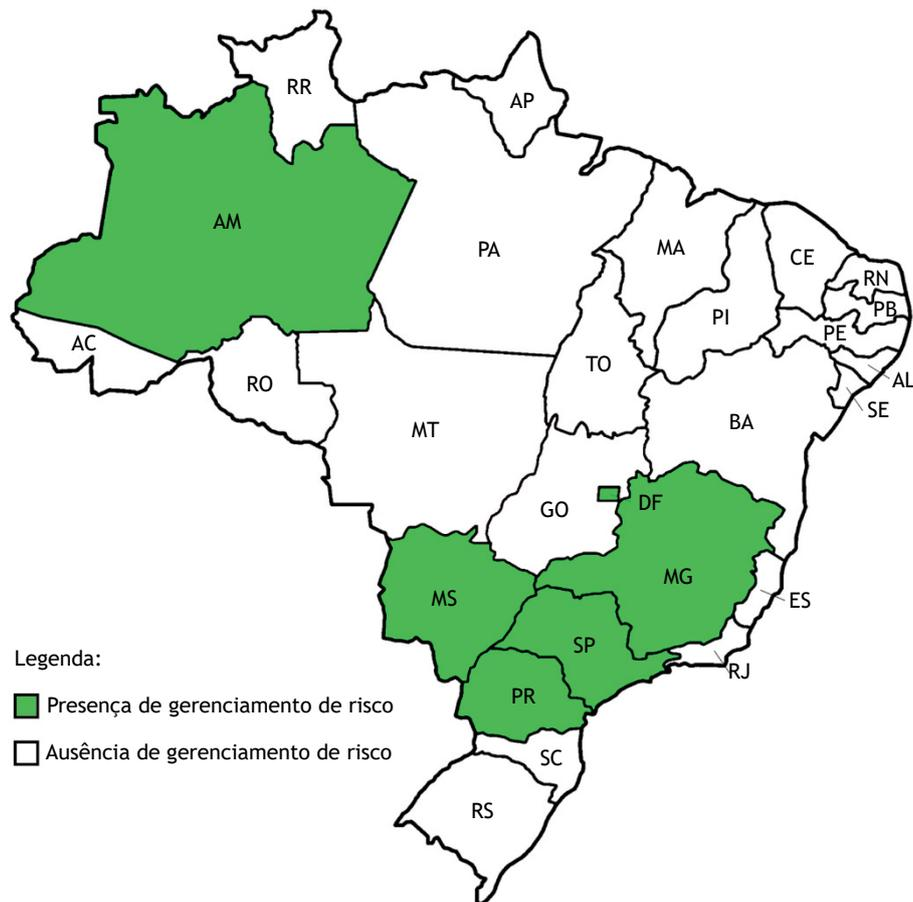 RR
AP
AM
PA
MA
CE
RN
PB
PI
PE
AC
TO
AL
RO
SE
BA
MT
DF
GO
MG
MS
ES
SP
Legenda:
RJ
Presença de gerenciamento de risco
PR
Ausência de gerenciamento de risco
SC
RS